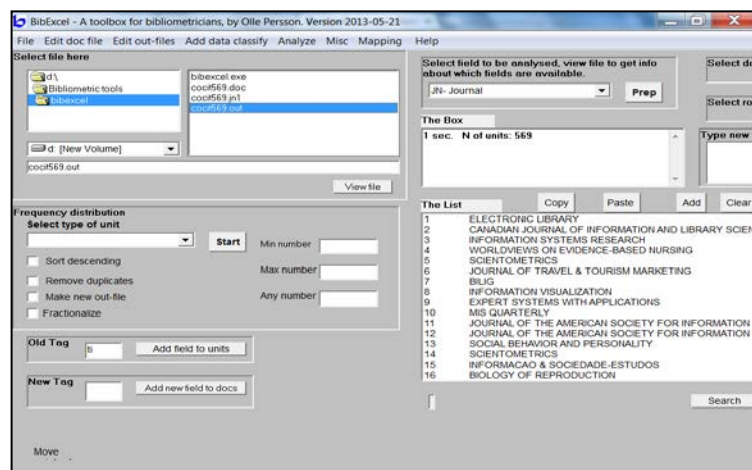 BibExcel - A toolbox for bibliometricians, by Olle Persson. Version 2013-05-21
File Edit doc file Edit out-files Add data classify Analyze Misc Mapping Help
Select file here
d:\
Bibliometric tools
bibexcel
bibexcel.exe
cocit569.doc
cocit569.jn1
cocit569.out
d: [New Volume]
cocit569.out
View file
Select field to be analysed, view file to get info
about which fields are available.
JN- Journal
Prep
Select
Select
The Box
1 sec. N of units: 569
Type new
Frequency distribution
Select type of unit
Start
Sort descending
Remove duplicates
Make new out-file
Fractionalize
Min number
Max number
Any number
Old Tag
Add field to units
New Tag
Add new field to docs
Move
The List
Copy
Paste
Add
Clear
1 ELECTRONIC LIBRARY
2 CANADIAN JOURNAL OF INFORMATION AND LIBRARY SCIEN
3 INFORMATION SYSTEMS RESEARCH
4 WORLDVIEWS ON EVIDENCE-BASED NURSING
5 SCIENTOMETRICS
6 JOURNAL OF TRAVEL & TOURISM MARKETING
7 BILIG
8 INFORMATION VISUALIZATION
9 EXPERT SYSTEMS WITH APPLICATIONS
10 MIS QUARTERLY
11 JOURNAL OF THE AMERICAN SOCIETY FOR INFORMATION
12 JOURNAL OF THE AMERICAN SOCIETY FOR INFORMATION
13 SOCIAL BEHAVIOR AND PERSONALITY
14 SCIENTOMETRICS
15 INFORMACAO & SOCIEDADE-ESTUDOS
16 BIOLOGY OF REPRODUCTION
Search